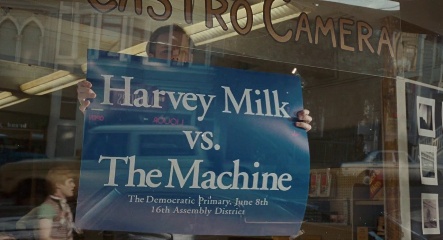 CASTRO CAMERA
Harvey Milk
vs.
The Machine
The Democratic Primary, June 8th
16th Assembly District